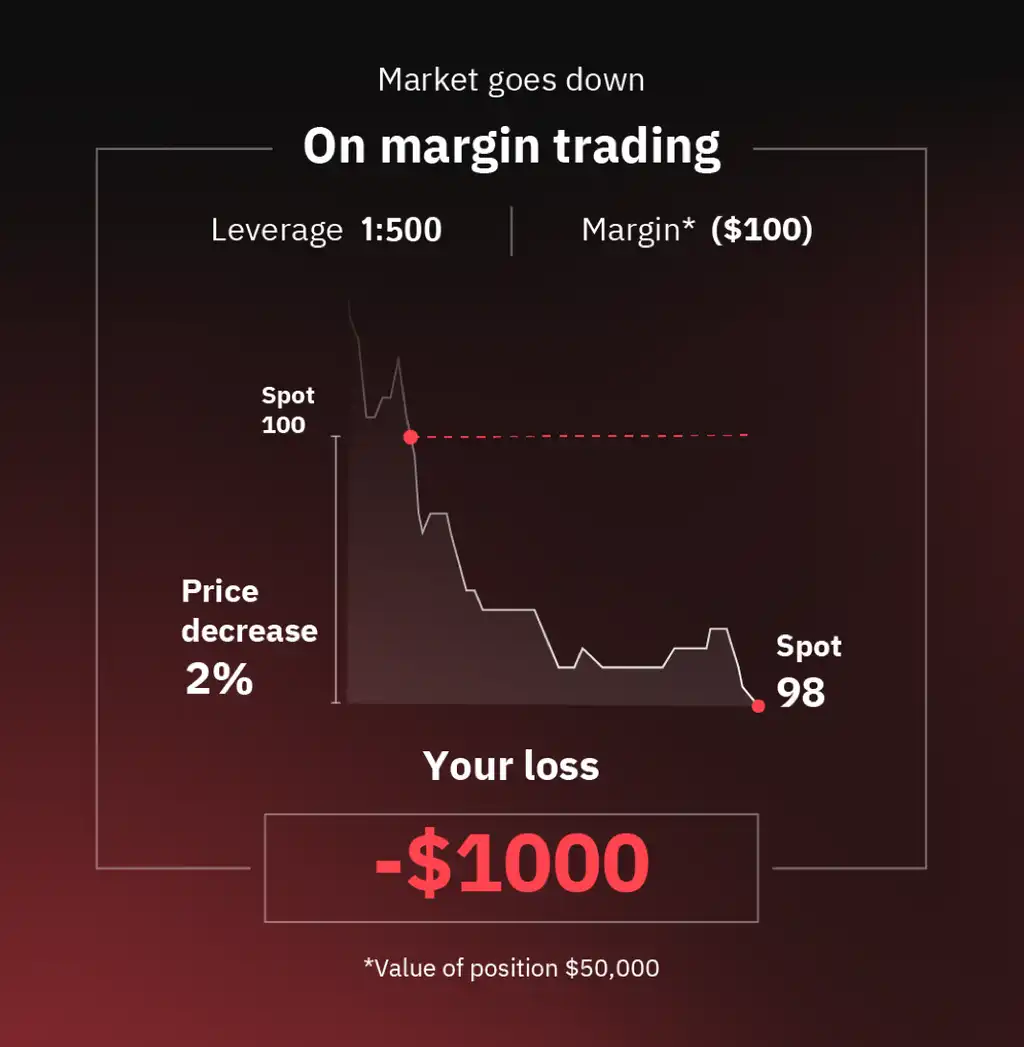 Market goes down
On margin trading
Leverage 1:500
Margin* ($100)
Spot
100
Price
decrease
2%
Spot
98
Your loss
-$1000
*Value of position $50,000